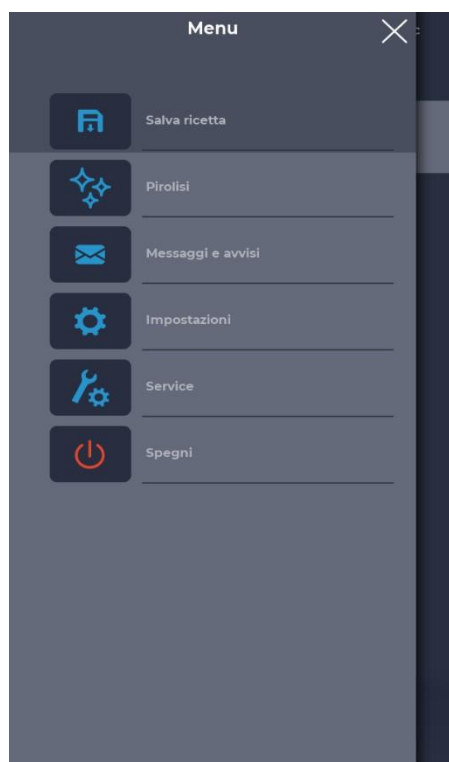 Menu
Salva ricetta
Pirolisi
Messaggi e avvisi
Impostazioni
Service
Spegni